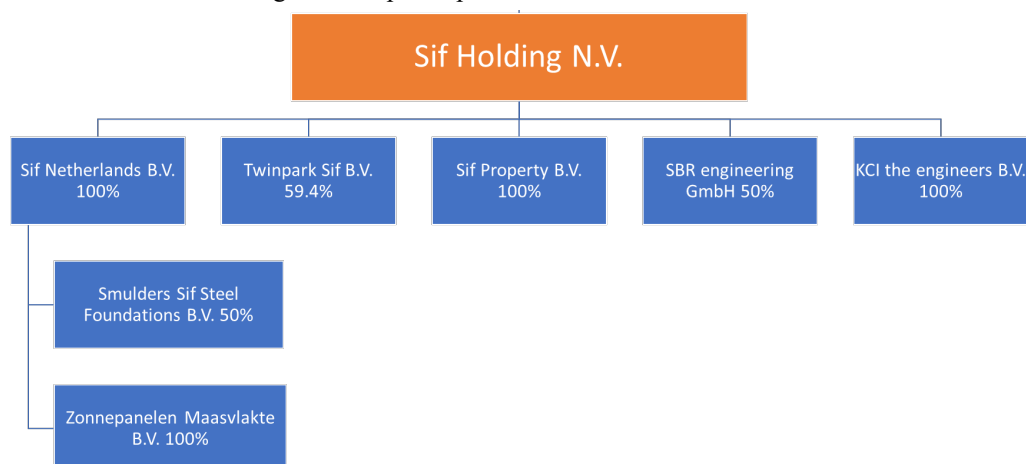 Sif Holding N.V.
Sif Netherlands B.V.
100%
Twinpark Sif B.V.
59.4%
Sif Property B.V.
100%
SBR engineering
GmbH 50%
KCI the engineers B.V.
100%
Smulders Sif Steel
Foundations B.V. 50%
Zonnepanelen Maasvlakte
B.V. 100%